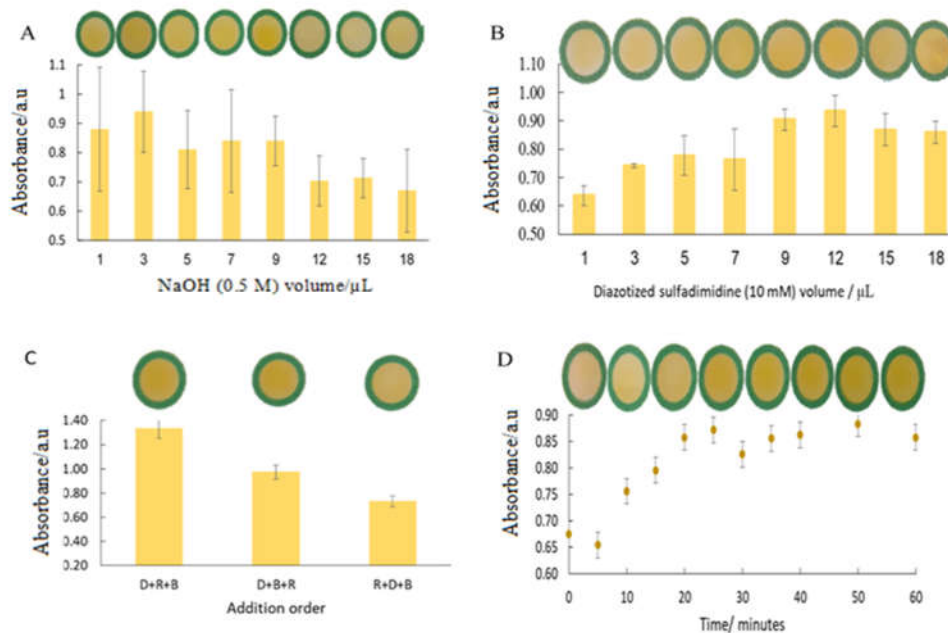 A
Absorbance/a.u
1.1
1
0.9
0.8
0.7
0.6
0.5
1 3 5 7 9 12 15 18
NaOH (0.5 M) volume/µL
B
Absorbance/a.u
1.00
0.90
0.80
0.70
0.60
0.50
1 3 5 7 9 12 15 18
Diazotized sulfadimidine (10 mM) volume / µL
C
Absorbance/a.u
1.40
1.20
1.00
0.80
0.60
0.40
0.20
D+R+B D+B+R R+D+B
Addition order
D
Absorbance/a.u
0.90
0.85
0.80
0.75
0.70
0.65
0.60
0 10 20 30 40 50 60
Time/ minutes